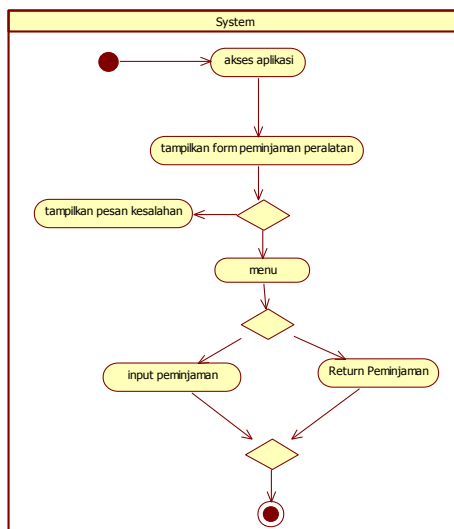 System
akses aplikasi
tampilkan form peminjaman peralatan
tampilkan pesan kesalahan
menu
input peminjaman
Return Peminjaman